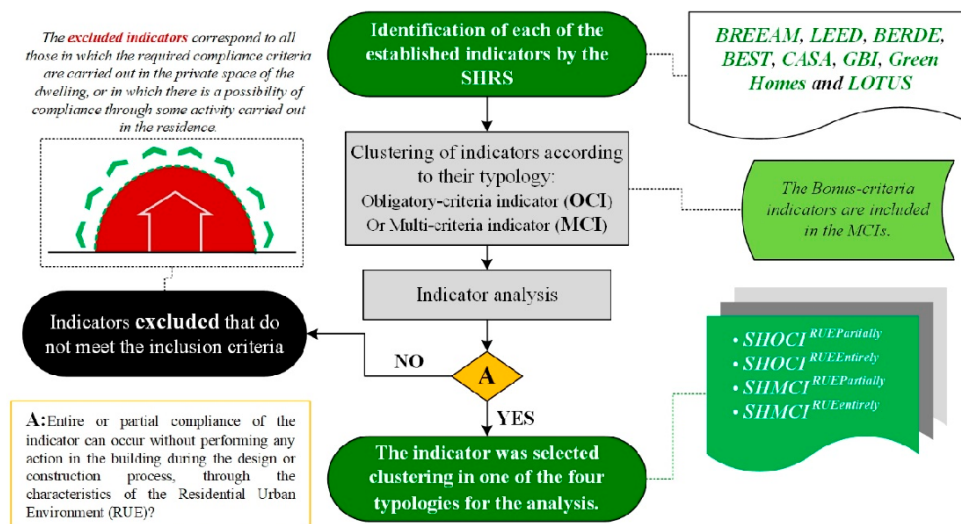 The excluded indicators correspond to all
those in which the required compliance criteria
are carried out in the private space of the
dwelling, or in which there is a possibility of
compliance through some activity carried out
in the residence.
Identification of each of the
established indicators by the
SHRS
BREEAM, LEED, BERDE,
BEST, CASA, GBI, Green
Homes and LOTUS
Clustering of indicators according
to their typology:
Obligatory-criteria indicator (OCI)
Or Multi-criteria indicator (MCI)
The Bonus-criteria
indicators are included
in the MCIs.
Indicator analysis
Indicators excluded that do
not meet the inclusion criteria
NO
A
YES
• SHOCI^RUEPartially
• SHOCI^RUEEntirely
• SHMCI^RUEPartially
• SHMCI^RUEentirely
A:Entire or partial compliance of the
indicator can occur without performing any
action in the building during the design or
construction process, through the
characteristics of the Residential Urban
Environment (RUE)?
The indicator was selected
clustering in one of the four
typologies for the analysis.